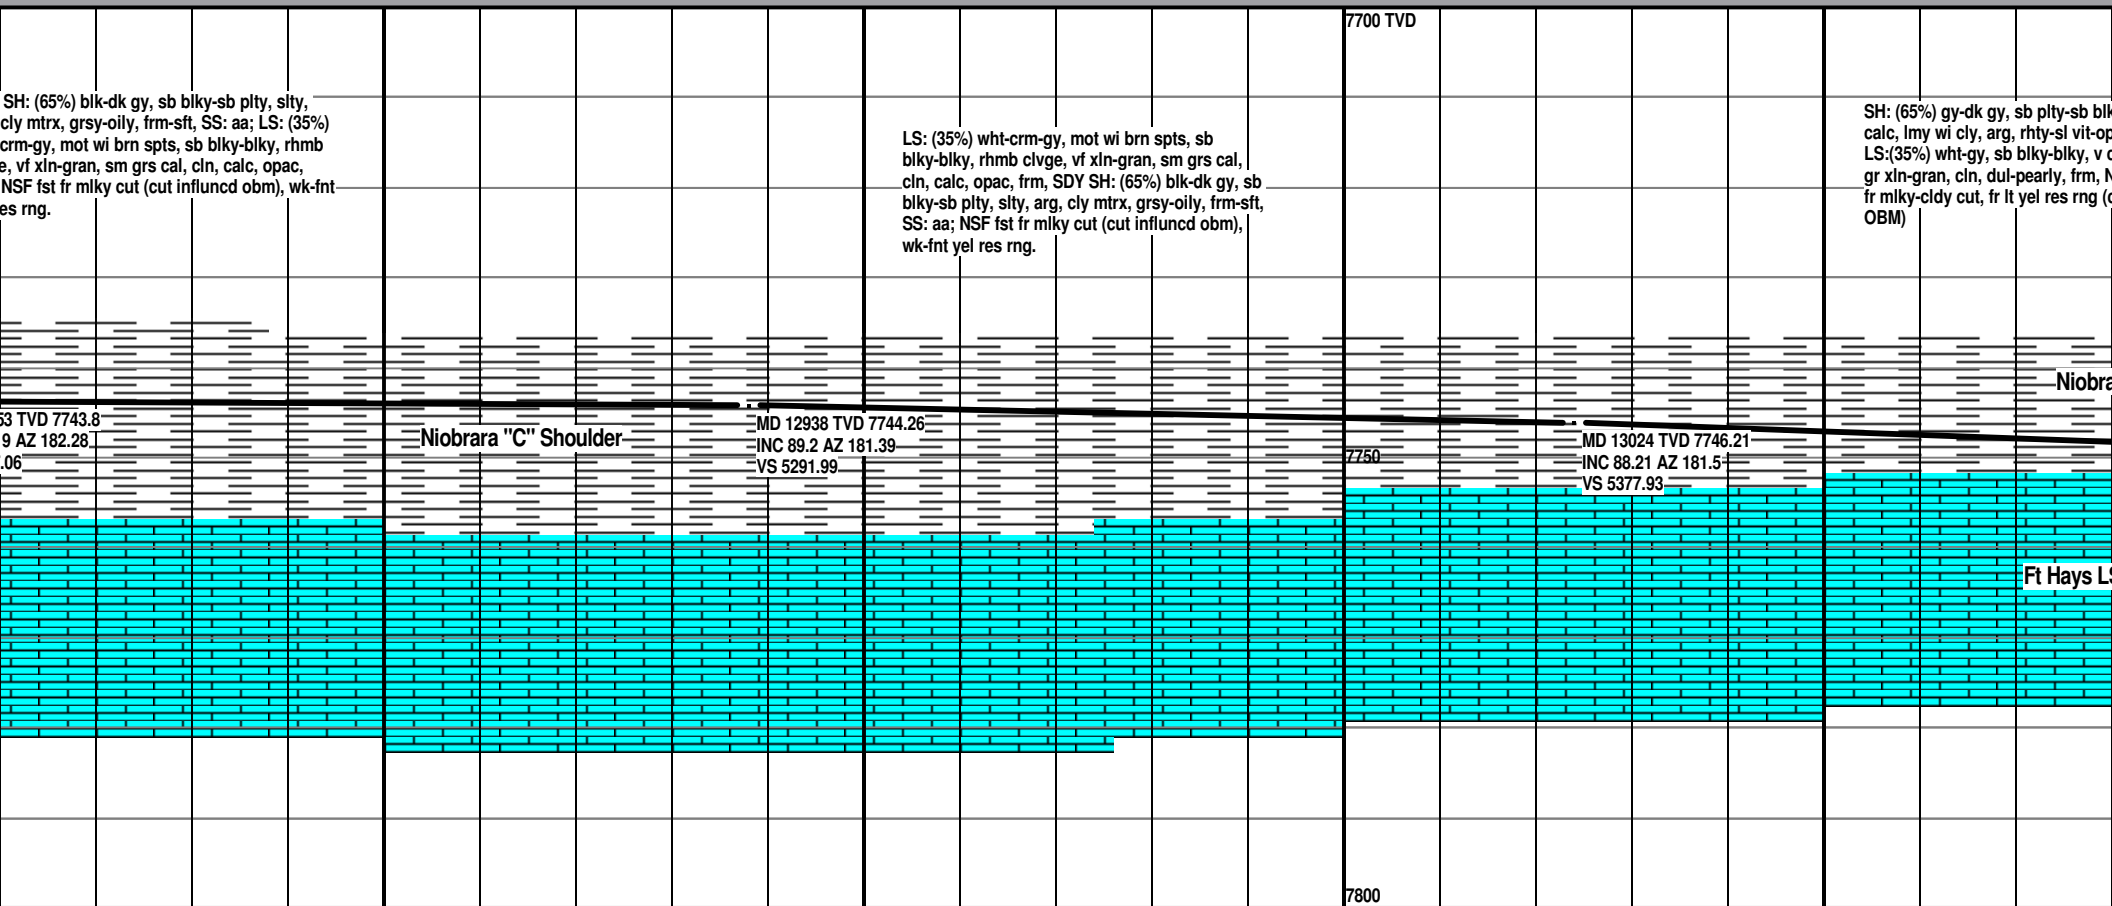 7700 TVD
SH: (65%) blk-dk gy, sb blky-sb plty, slty,
cly mtrx, grsy-oily, frm-sft, SS: aa; LS: (35%)
crm-gy, mot wi brn spts, sb blky-blky, rhmb
e, vf xln-gran, sm grs cal, cln, calc, opac,
NSF fst fr mlky cut (cut influncd obm), wk-fnt
es rng.
LS: (35%) wht-crm-gy, mot wi brn spts, sb
blky-blky, rhmb clvge, vf xln-gran, sm grs cal,
cln, calc, opac, frm, SDY SH: (65%) blk-dk gy, sb
blky-sb plty, slty, arg, cly mtrx, grsy-oily, frm-sft,
SS: aa; NSF fst fr mlky cut (cut influncd obm),
wk-fnt yel res rng.
SH: (65%) gy-dk gy, sb plty-sb blk
calc, lmy wi cly, arg, rhty-sl vit-op
LS:(35%) wht-gy, sb blky-blky, v
gr xln-gran, cln, dul-pearly, frm, N
fr mlky-cldy cut, fr lt yel res rng
OBM)
Niobra
53 TVD 7743.8
9 AZ 182.28
.06
Niobrara "C" Shoulder
MD 12938 TVD 7744.26
INC 89.2 AZ 181.39
VS 5291.99
7750
MD 13024 TVD 7746.21
INC 88.21 AZ 181.5
VS 5377.93
Ft Hays LS
7800